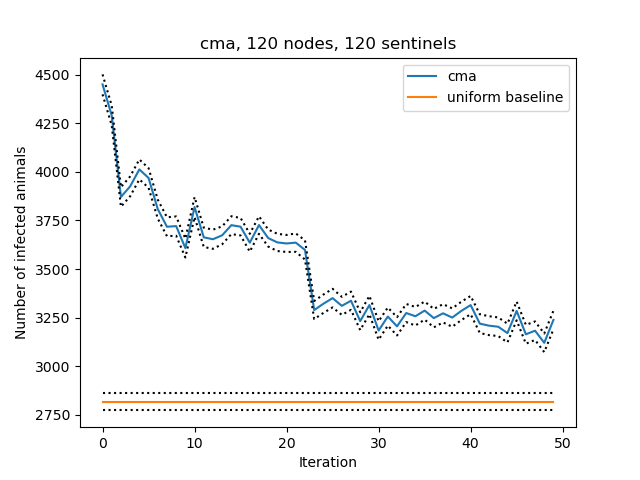 cma, 120 nodes, 120 sentinels
cma
uniform baseline
Number of infected animals
4500
4250
4000
3750
3500
3250
3000
2750
0 10 20 30 40 50
Iteration